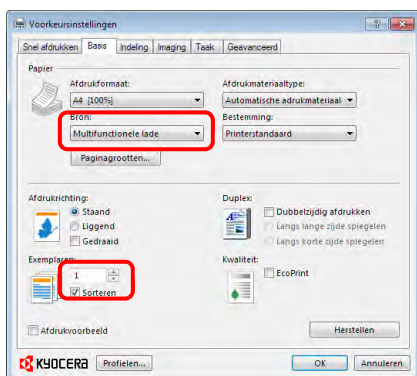 Voorkeursinstellingen
Snel afdrukken Basis Indeling Imaging Taak Geavanceerd
Papier
Afdrukformaat: Afdrukmateriaaltype:
A4 [100%] Automatische adrukmateriaal
Bron: Bestemming:
Multifunctionele lade Printerstandaard
Paginagrootten...
Afdrukrichting: Duplex:
Staand Dubbelzijdig afdrukken
Liggend Langs lange zijde spiegelen
Gedraaid Langs korte zijde spiegelen
Exemplaren: Kwaliteit:
1 EcoPrint
Sorteren
Afdrukvoorbeeld Herstellen
KYOCERA Profielen... OK Annuleren